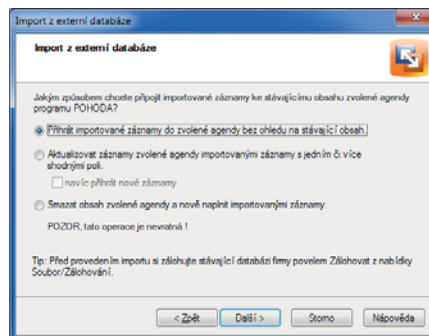 Import z externí databáze
Import z externí databáze
Jakým způsobem chcete připojit importované záznamy ke stávajícímu obsahu zvolené agendy
programu POHODA?
Přihrát importované záznamy do zvolené agendy bez ohledu na stávající obsah.
Aktualizovat záznamy zvolené agendy importovanými záznamy s jedním či více
shodnými poli.
navíc přihrát nové záznamy
Smazat obsah zvolené agendy a nově naplnit importovanými záznamy.
POZOR, tato operace je nevratná !
Tip: Před provedením importu si zálohujte stávající databázi firmy povelem Zálohovat z nabídky
Soubor/Zálohování.
< Zpět
Další >
Storno
Nápověda